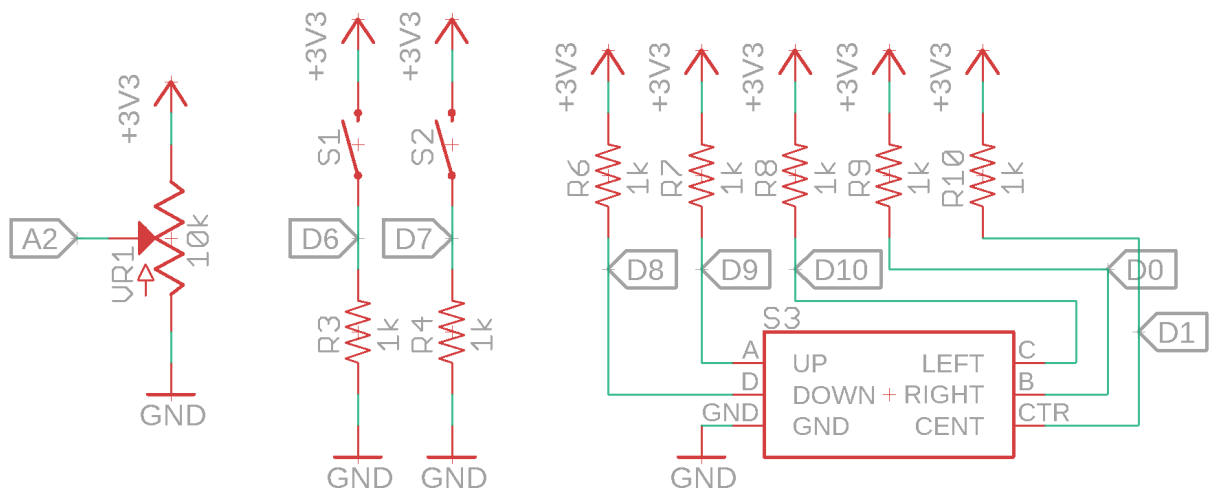 +3V3
A2
VR1
10k
GND
+3V3
S1
D6
R3
1k
GND
+3V3
S2
D7
R4
1k
GND
+3V3
R6
1k
D8
+3V3
R7
1k
D9
+3V3
R8
1k
D10
+3V3
R9
1k
D0
+3V3
R10
1k
D1
S3
A UP LEFT C
D DOWN RIGHT B
GND GND CENT CTR
GND